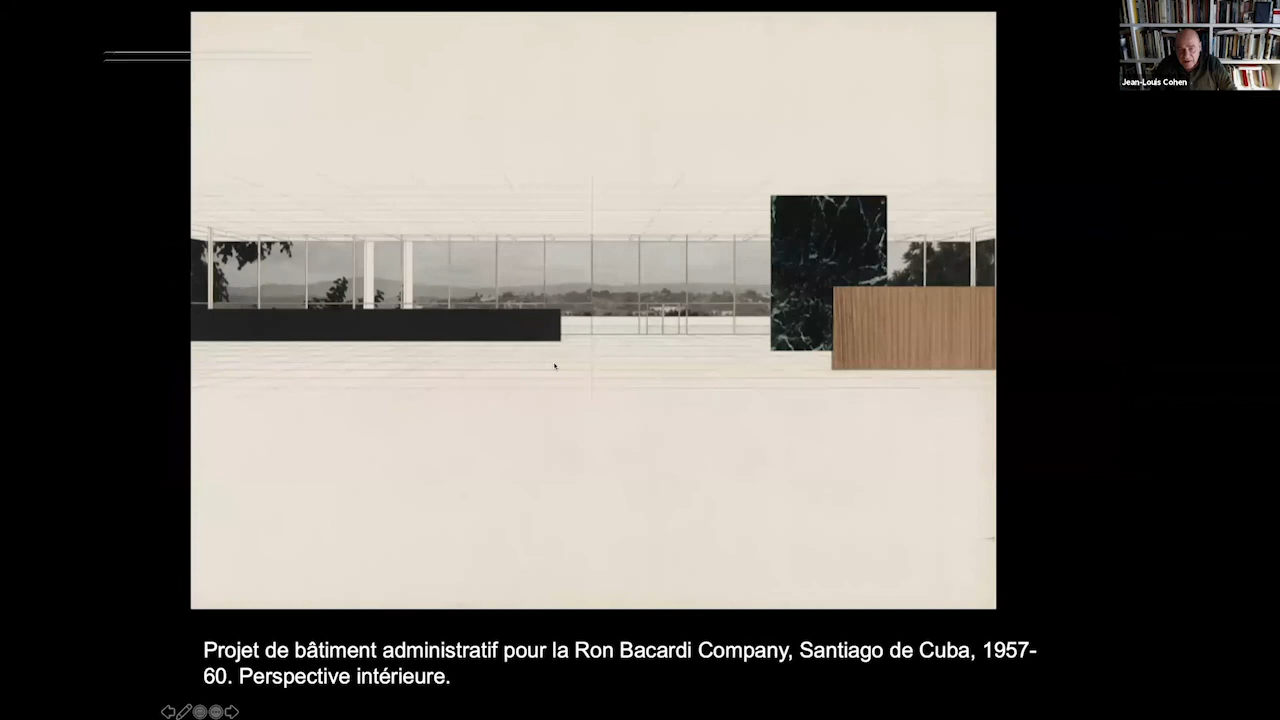 Jean-Louis Cohen
Projet de bâtiment administratif pour la Ron Bacardi Company, Santiago de Cuba, 1957-
60. Perspective intérieure.